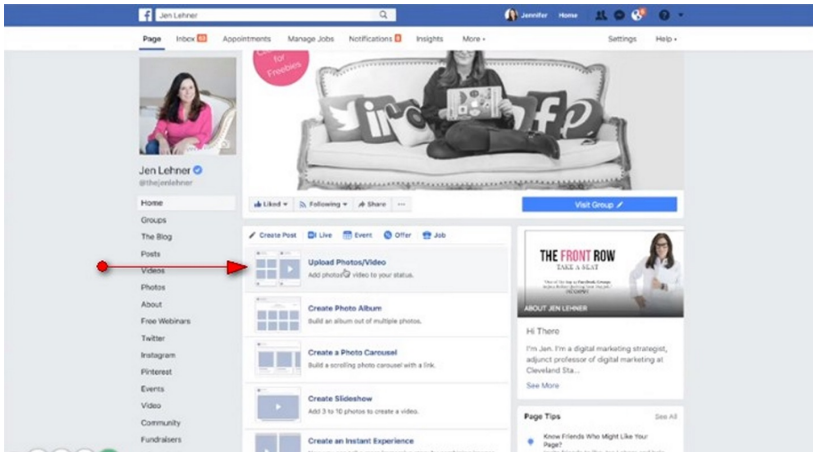 Jen Lehner
Jennifer Home
Page Inbox Appointments Manage Jobs Notifications Insights More Settings Help
for
Freebies
Jen Lehner
@thejenlehner
Liked Following Share ...
Visit Group
Home
Groups
The Blog
Posts
Videos
Photos
About
Free Webinars
Twitter
Instagram
Pinterest
Events
Video
Community
Fundraisers
Create Post Live Event Offer Job
Upload Photos/Video
Add photos or video to your status.
Create Photo Album
Build an album out of multiple photos.
Create a Photo Carousel
Build a scrolling photo carousel with a link.
Create Slideshow
Add 3 to 10 photos to create a video.
Create an Instant Experience
THE FRONT ROW
TAKE A SEAT
ABOUT JEN LEHNER
Hi There
I'm Jen. I'm a digital marketing strategist,
adjunct professor of digital marketing at
Cleveland Sta...
See More
Page Tips See All
Know Friends Who Might Like Your
Page?